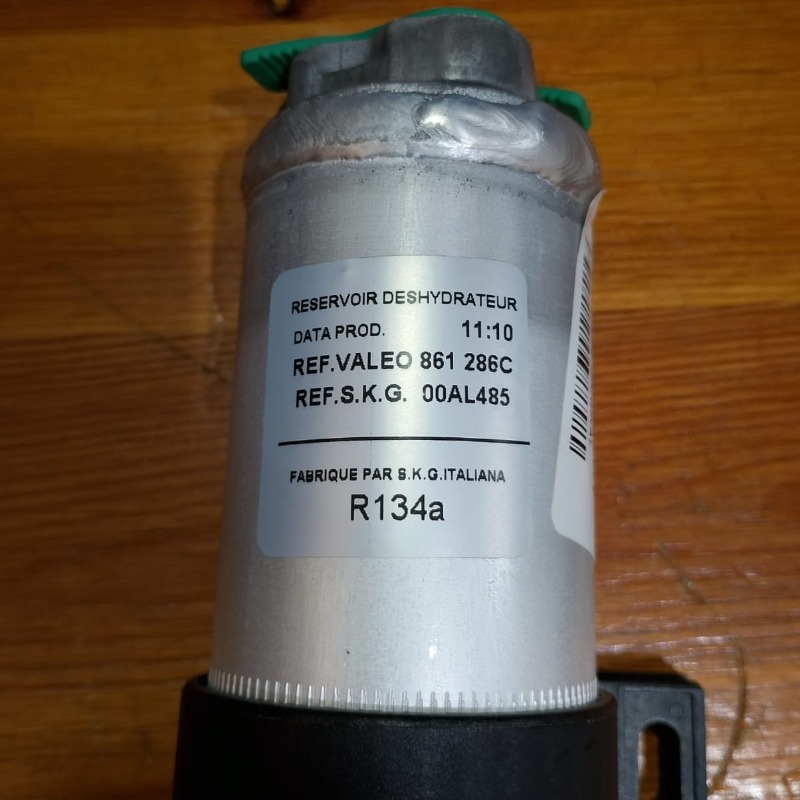 RESERVOIR DESHYDRATEUR
DATA PROD. 11:10
REF.VALEO 861 286C
REF.S.K.G. 00AL485
FABRIQUE PAR S.K.G.ITALIANA
R134a